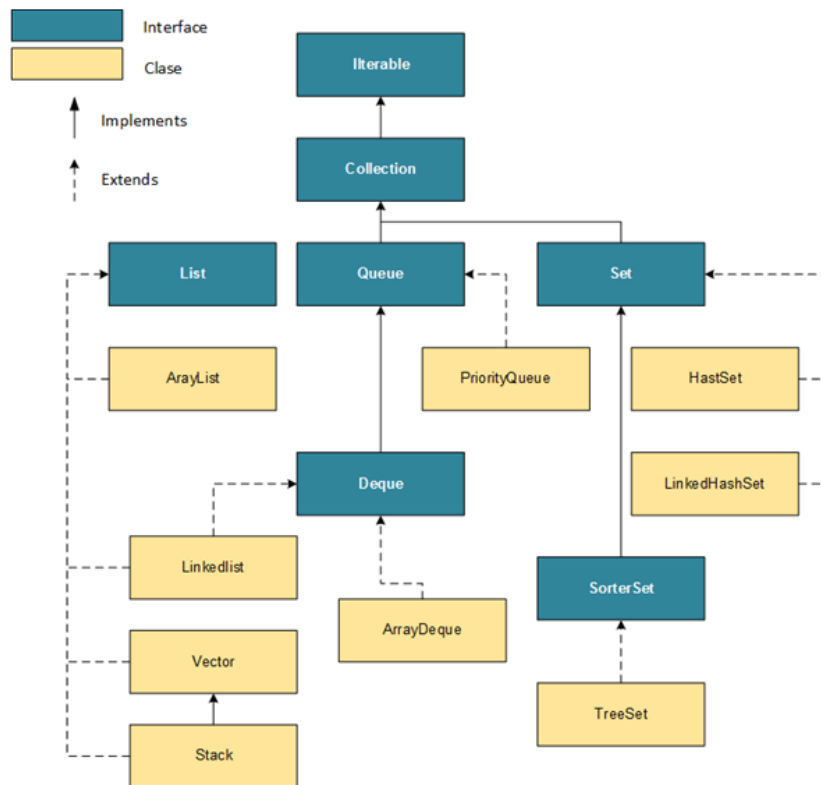 Interface
Clase
Implements
Extends
IIterable
Collection
List
Queue
Set
ArayList
PriorityQueue
HastSet
Deque
LinkedHashSet
Linkedlist
SorterSet
ArrayDeque
Vector
TreeSet
Stack